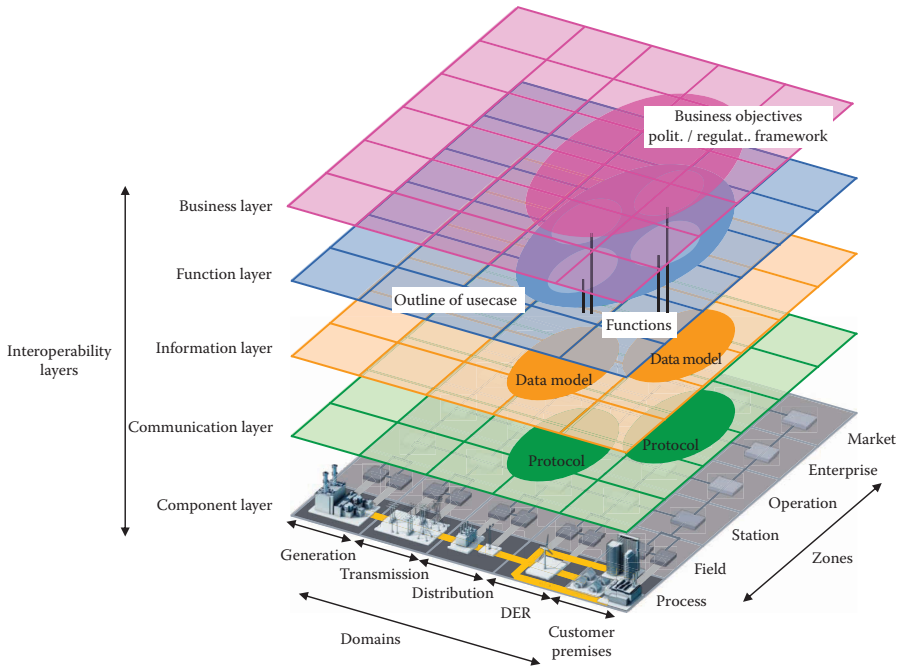 Business objectives
polit. / regulat.. framework
Business layer
Function layer
Outline of usecase
Functions
Interoperability
layers
Information layer
Data model
Data model
Communication layer
Protocol
Protocol
Market
Enterprise
Component layer
Operation
Station
Generation
Zones
Field
Transmission
Distribution
Process
DER
Customer
premises
Domains